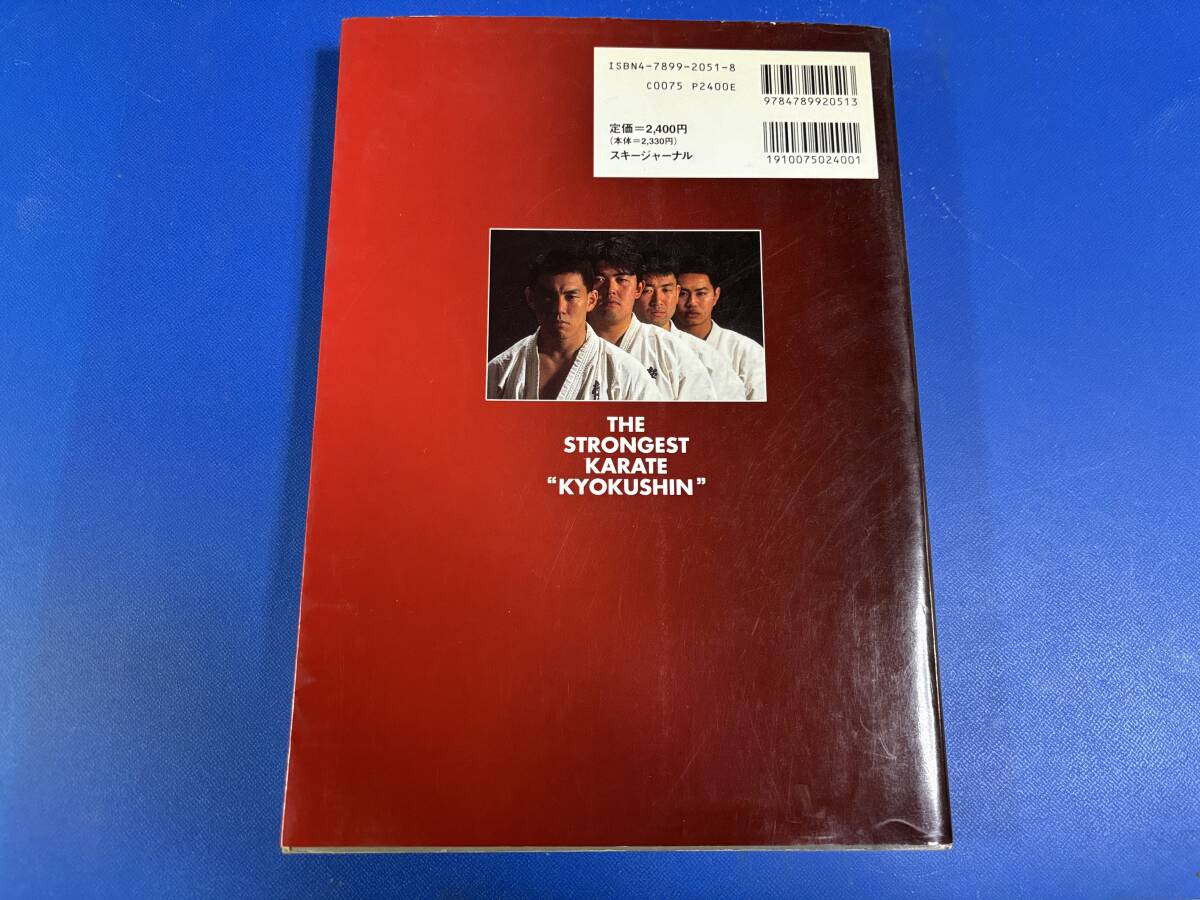 ISBN4-7899-2051-8
C0075 P2400E
9784789920513
定価＝2,400円
(本体＝2,330円)
スキージャーナル
1910075024001
THE
STRONGEST
KARATE
“KYOKUSHIN”